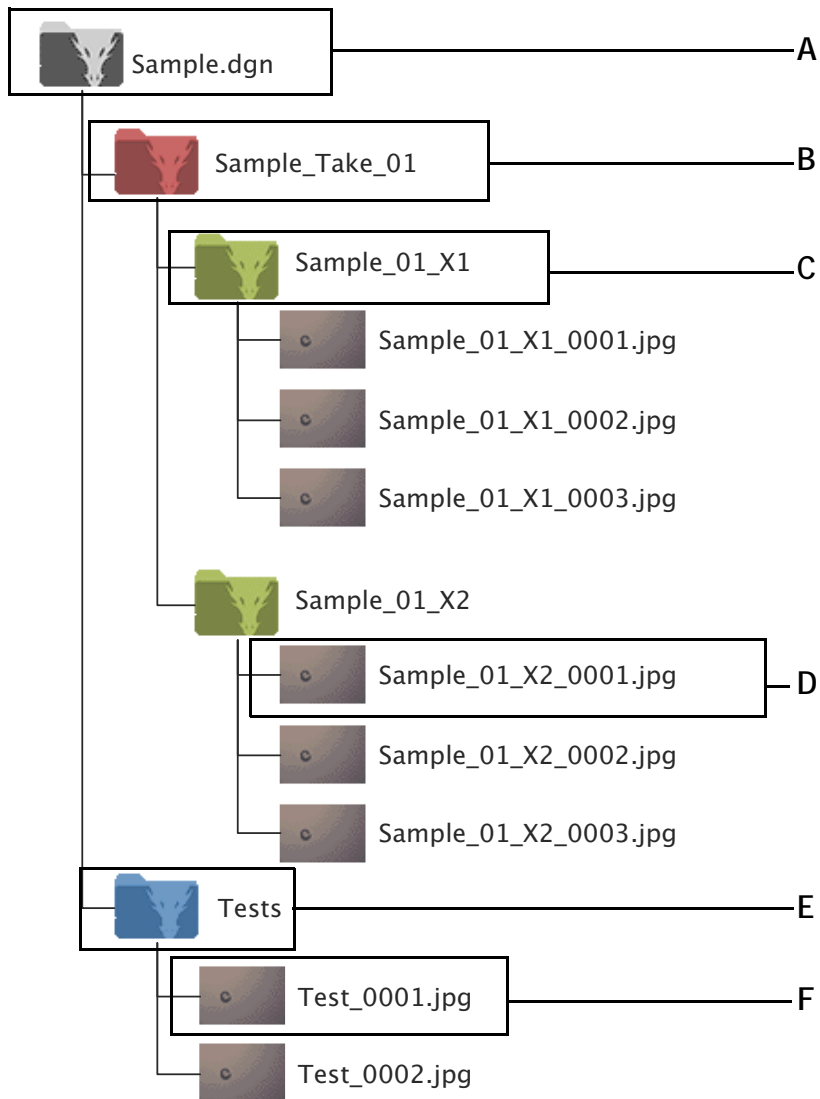 Sample.dgn A
Sample_Take_01 B
Sample_01_X1 C
Sample_01_X1_0001.jpg
Sample_01_X1_0002.jpg
Sample_01_X1_0003.jpg
Sample_01_X2
Sample_01_X2_0001.jpg D
Sample_01_X2_0002.jpg
Sample_01_X2_0003.jpg
Tests E
Test_0001.jpg F
Test_0002.jpg